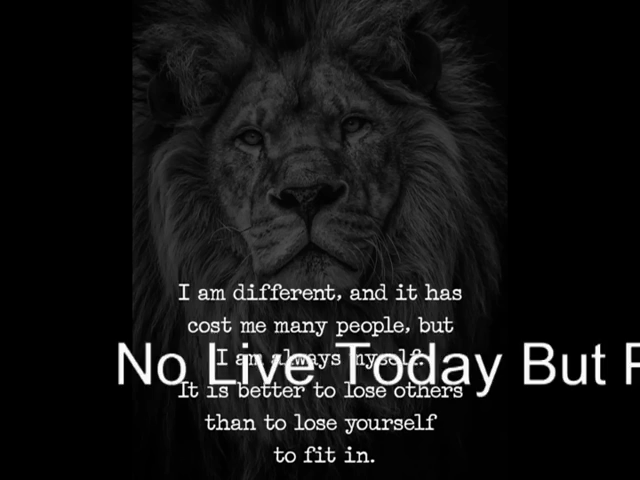 I am different, and it has
cost me many people, but
I am always myself.
No Live Today But
It is better to lose others
than to lose yourself
to fit in.